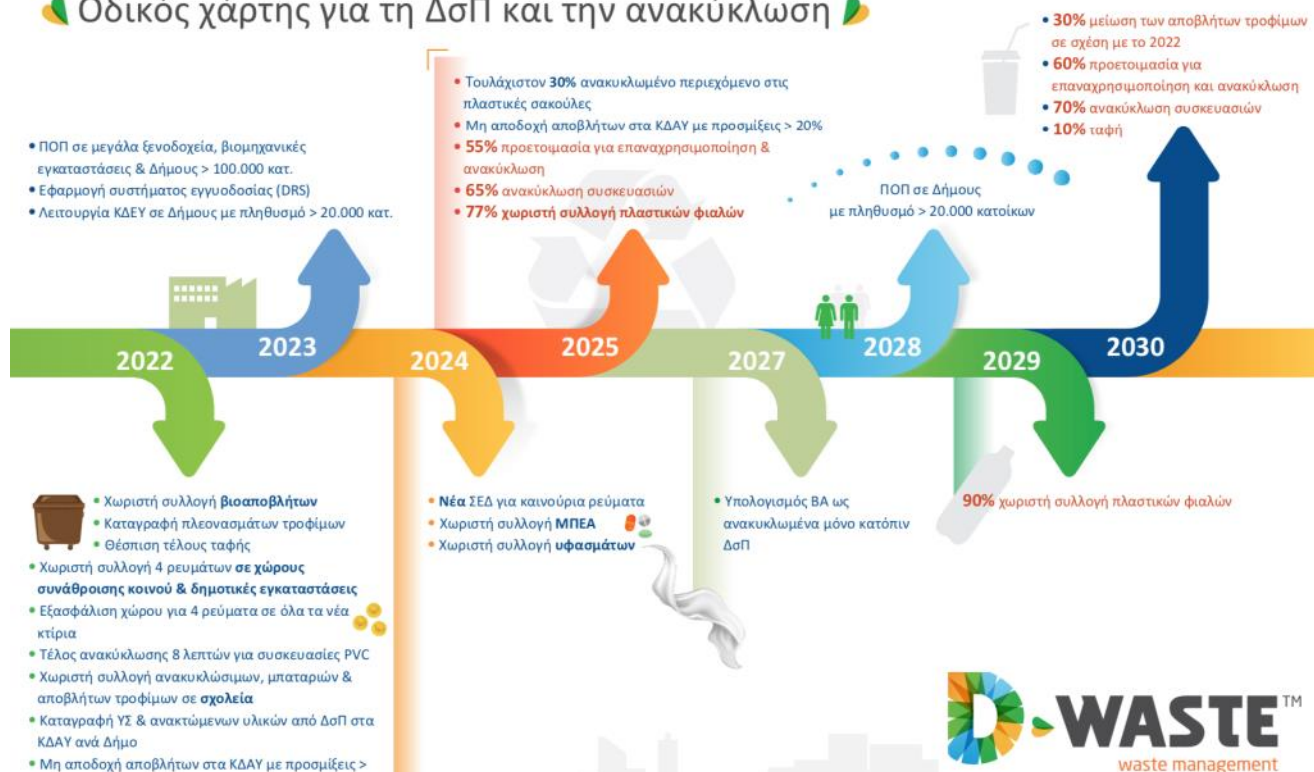 Οδικός χάρτης για τη ΔσΠ και την ανακύκλωση
• ΠΟΠ σε μεγάλα ξενοδοχεία, βιομηχανικές
εγκαταστάσεις & Δήμους > 100.000 κατ.
• Εφαρμογή συστήματος εγγυοδοσίας (DRS)
• Λειτουργία ΚΔΕΥ σε Δήμους με πληθυσμό > 20.000 κατ.
• Τουλάχιστον 30% ανακυκλωμένο περιεχόμενο στις
πλαστικές σακούλες
• Μη αποδοχή αποβλήτων στα ΚΔΑΥ με προσμίξεις > 20%
• 55% προετοιμασία για επαναχρησιμοποίηση &
ανακύκλωση
• 65% ανακύκλωση συσκευασιών
• 77% χωριστή συλλογή πλαστικών φιαλών
ΠΟΠ σε Δήμους
με πληθυσμό > 20.000 κατοίκων
• 30% μείωση των αποβλήτων τροφίμων
σε σχέση με το 2022
• 60% προετοιμασία για
επαναχρησιμοποίηση και ανακύκλωση
• 70% ανακύκλωση συσκευασιών
• 10% ταφή
2022
2023
2024
2025
2027
2028
2029
2030
• Χωριστή συλλογή βιοαποβλήτων
• Καταγραφή πλεονασμάτων τροφίμων
• Θέσπιση τέλους ταφής
• Χωριστή συλλογή 4 ρευμάτων σε χώρους
συνάθροισης κοινού & δημοτικές εγκαταστάσεις
• Εξασφάλιση χώρου για 4 ρεύματα σε όλα τα νέα
κτίρια
• Τέλος ανακύκλωσης 8 λεπτών για συσκευασίες PVC
• Χωριστή συλλογή ανακυκλώσιμων, μπαταριών &
αποβλήτων τροφίμων σε σχολεία
• Καταγραφή ΥΣ & ανακτώμενων υλικών από ΔσΠ στα
ΚΔΑΥ ανά Δήμο
• Μη αποδοχή αποβλήτων στα ΚΔΑΥ με προσμίξεις >
• Νέα ΣΕΔ για καινούρια ρεύματα
• Χωριστή συλλογή ΜΠΕΑ
• Χωριστή συλλογή υφασμάτων
• Υπολογισμός ΒΑ ως
ανακυκλωμένα μόνο κατόπιν
ΔσΠ
90% χωριστή συλλογή πλαστικών φιαλών
D-WASTE™
waste management